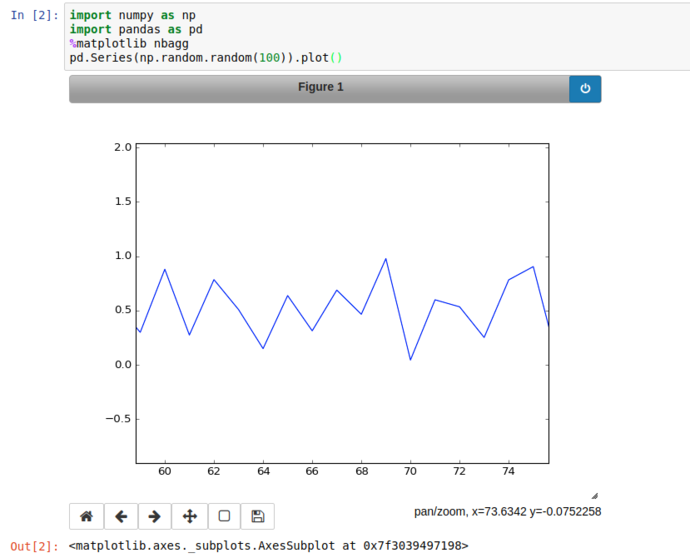 In [2]: import numpy as np
import pandas as pd
%matplotlib nbagg
pd.Series(np.random.random(100)).plot()
Figure 1
2.0
1.5
1.0
0.5
0.0
−0.5
60 62 64 66 68 70 72 74
pan/zoom, x=73.6342 y=-0.0752258
Out[2]: <matplotlib.axes._subplots.AxesSubplot at 0x7f3039497198>